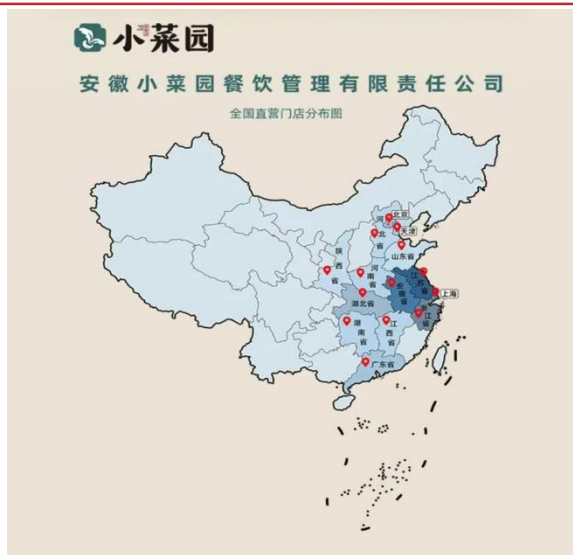 小菜园
安徽小菜园餐饮管理有限责任公司
全国直营门店分布图
北京
河北省
天津
山东省
陕西省
河南省
江苏省
安徽省
上海
湖北省
浙江省
湖南省
江西省
广东省